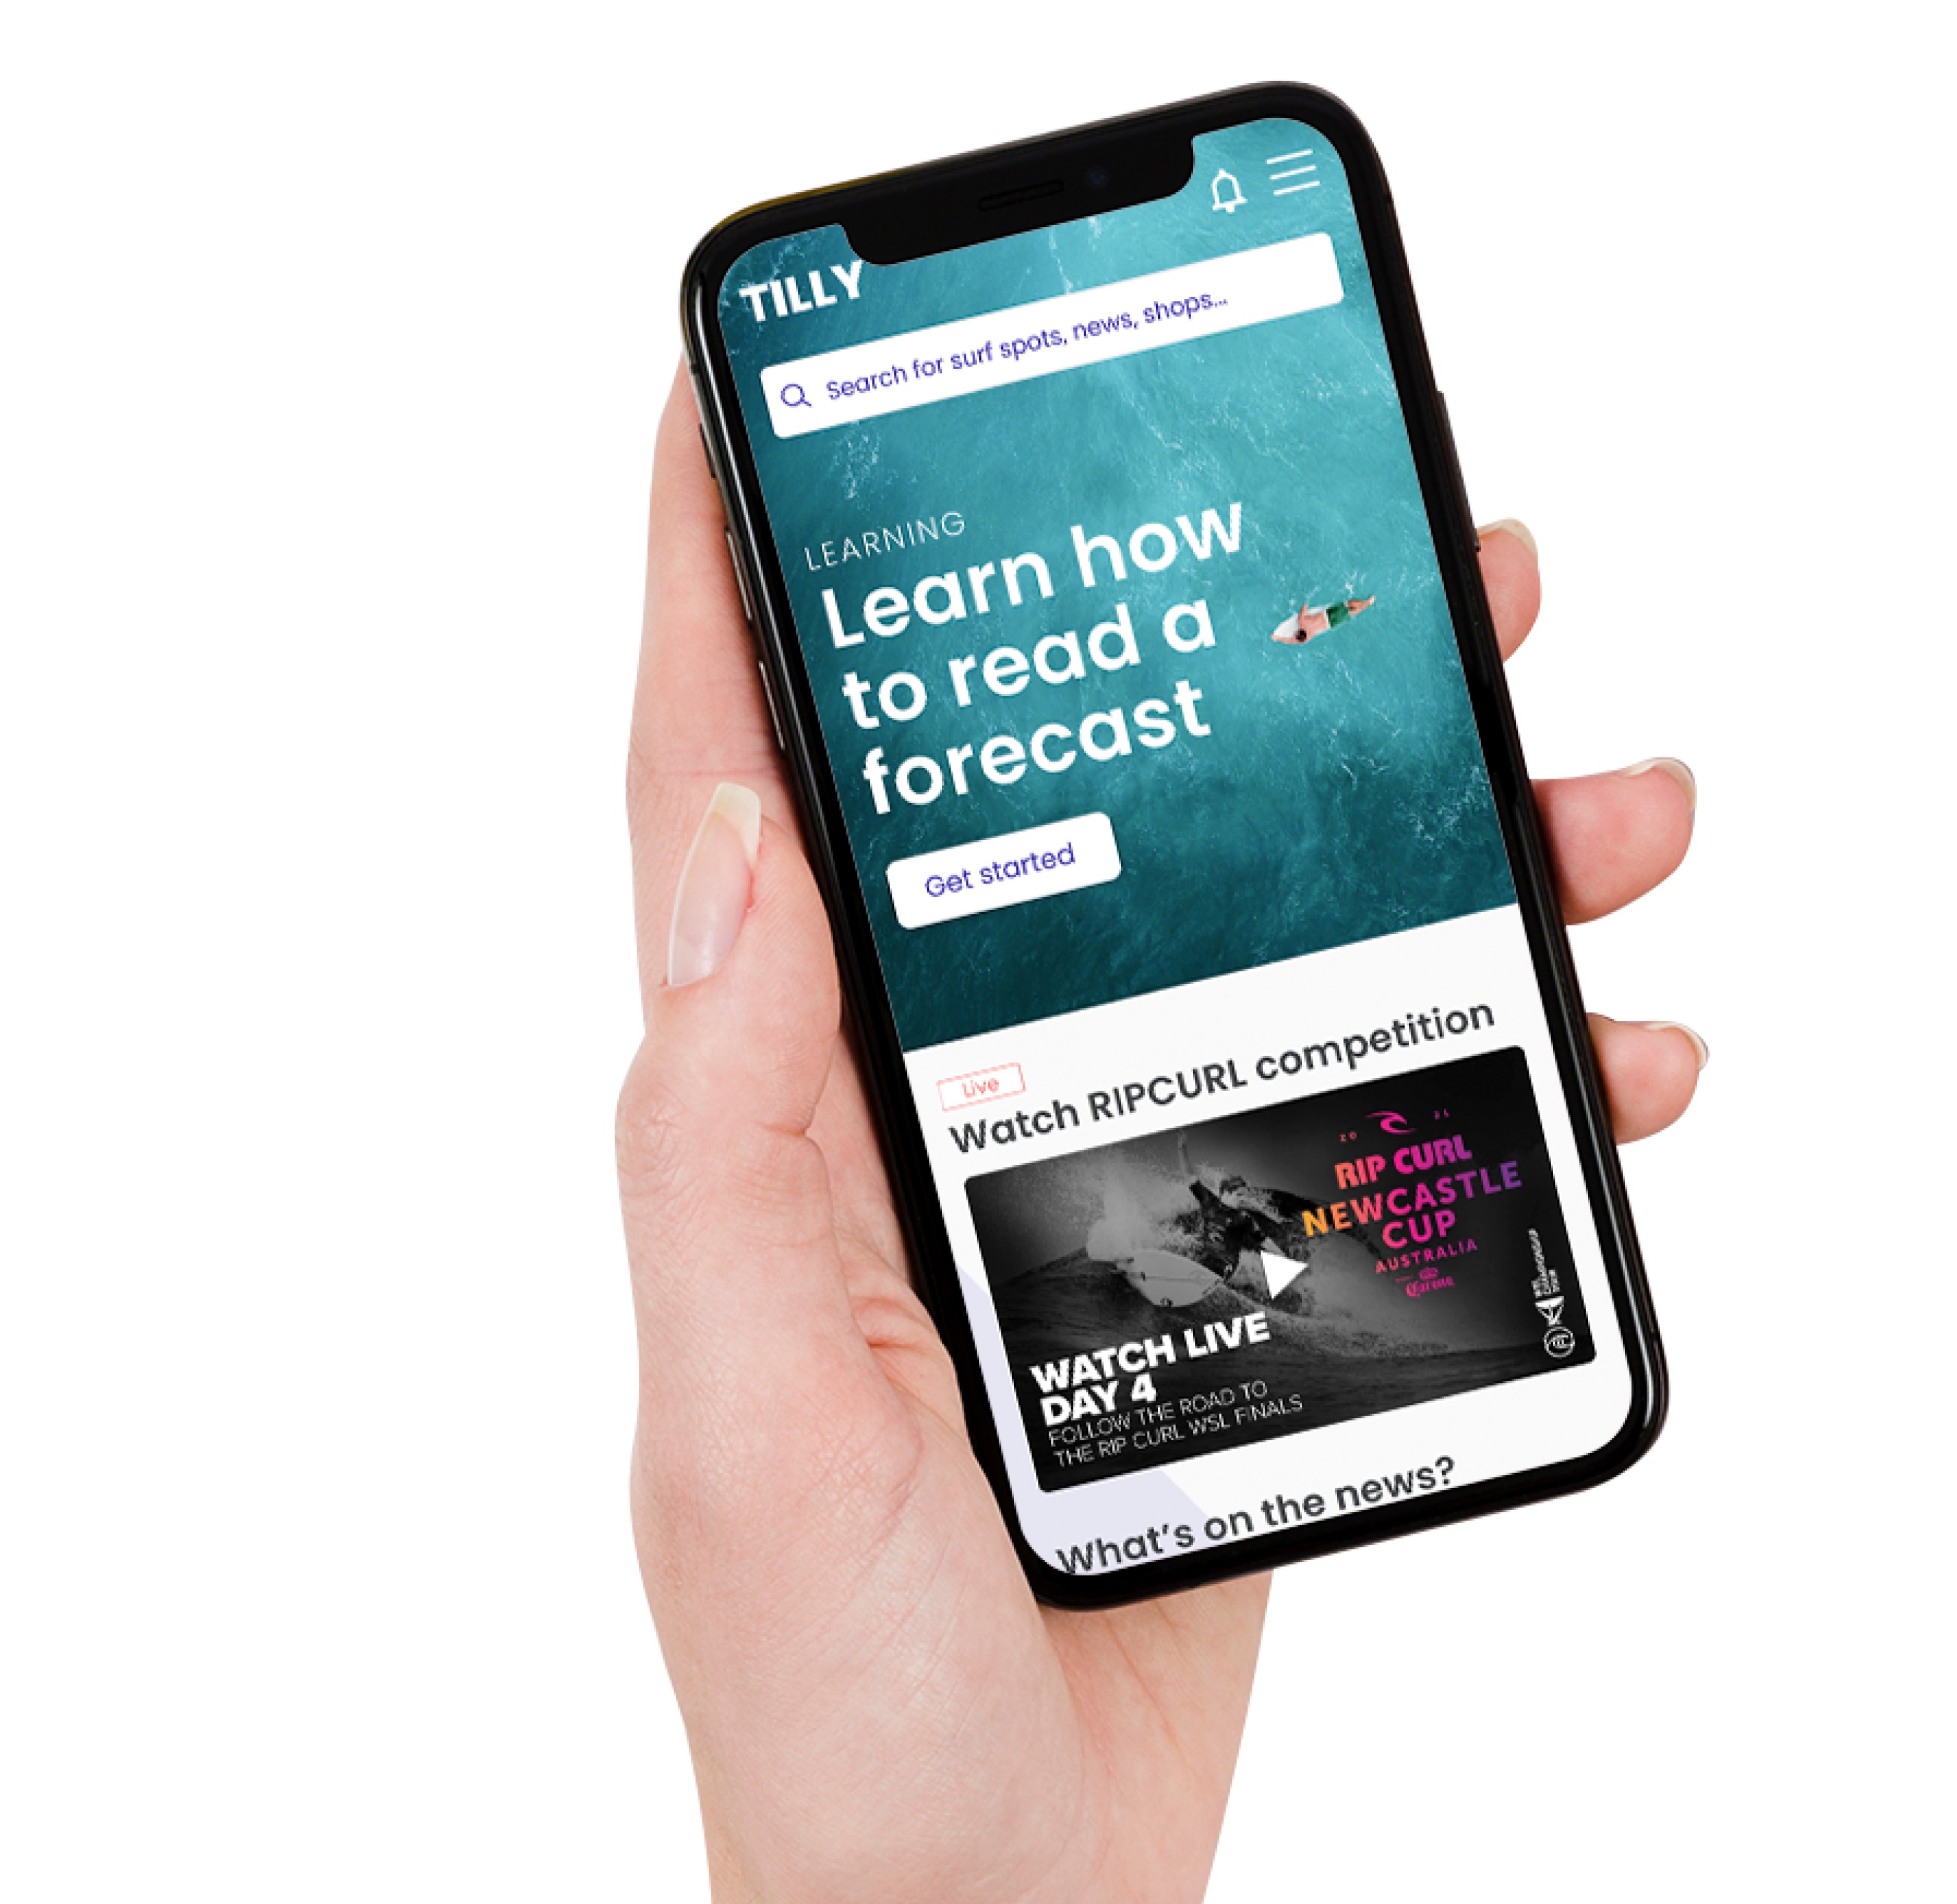 TILLY
Search for surf spots, news, shops...
LEARNING
Learn how
to read a
forecast
Get started
Live
Watch RIPCURL competition
20 21
RIP CURL
NEWCASTLE
CUP
AUSTRALIA
Corona
WATCH LIVE
DAY 4
FOLLOW THE ROAD TO
THE RIP CURL WSL FINALS
What's on the news?